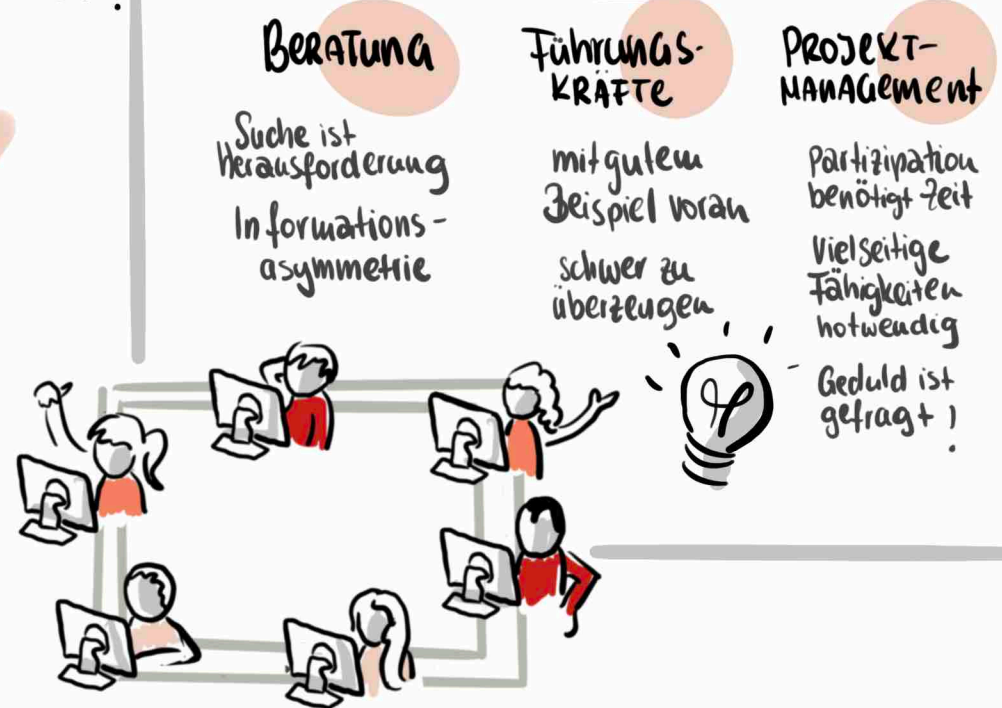 BERATUNG
Suche ist
Herausforderung
Informations-
asymmetrie
FÜHRUNGS-
KRÄFTE
mit gutem
Beispiel voran
schwer zu
überzeugen
PROJEKT-
MANAGEMENT
Partizipation
benötigt Zeit
Vielseitige
Fähigkeiten
notwendig
Geduld ist
gefragt!